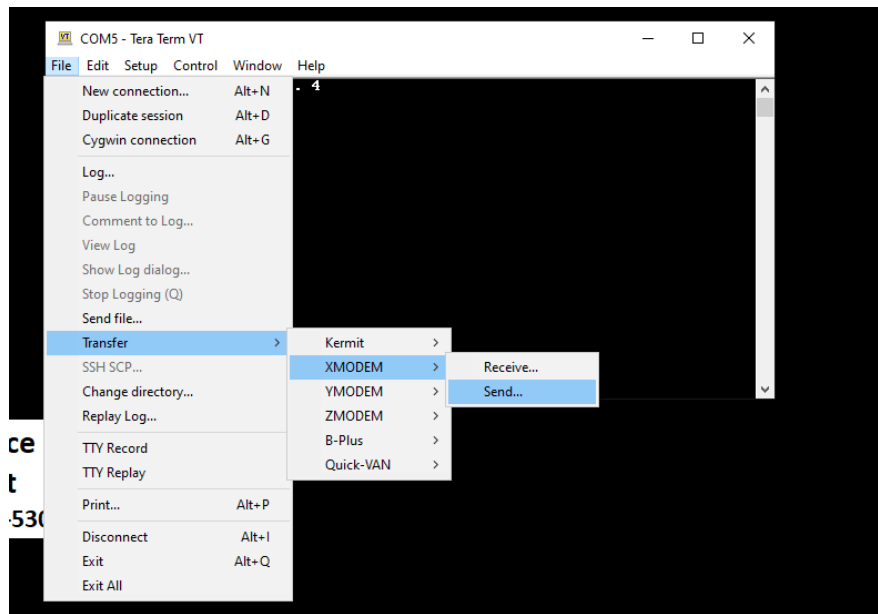 COM5 - Tera Term VT
File Edit Setup Control Window Help
. 4
New connection... Alt+N
Duplicate session Alt+D
Cygwin connection Alt+G
Log...
Pause Logging
Comment to Log...
View Log
Show Log dialog...
Stop Logging (Q)
Send file...
Transfer >
SSH SCP...
Change directory...
Replay Log...
TTY Record
TTY Replay
Print... Alt+P
Disconnect Alt+I
Exit Alt+Q
Exit All
Kermit >
XMODEM >
YMODEM >
ZMODEM >
B-Plus >
Quick-VAN >
Receive...
Send...
ce
t
-530